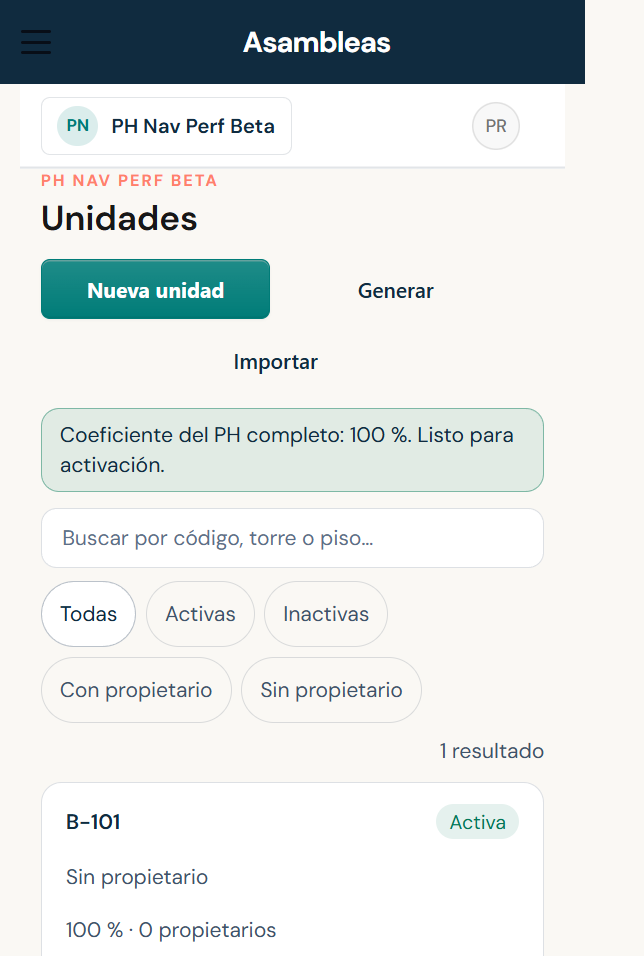 Asambleas
PN PH Nav Perf Beta PR
PH NAV PERF BETA
Unidades
Nueva unidad Generar
Importar
Coeficiente del PH completo: 100 %. Listo para
activación.
Buscar por código, torre o piso...
Todas Activas Inactivas
Con propietario Sin propietario
1 resultado
B-101 Activa
Sin propietario
100 % · 0 propietarios